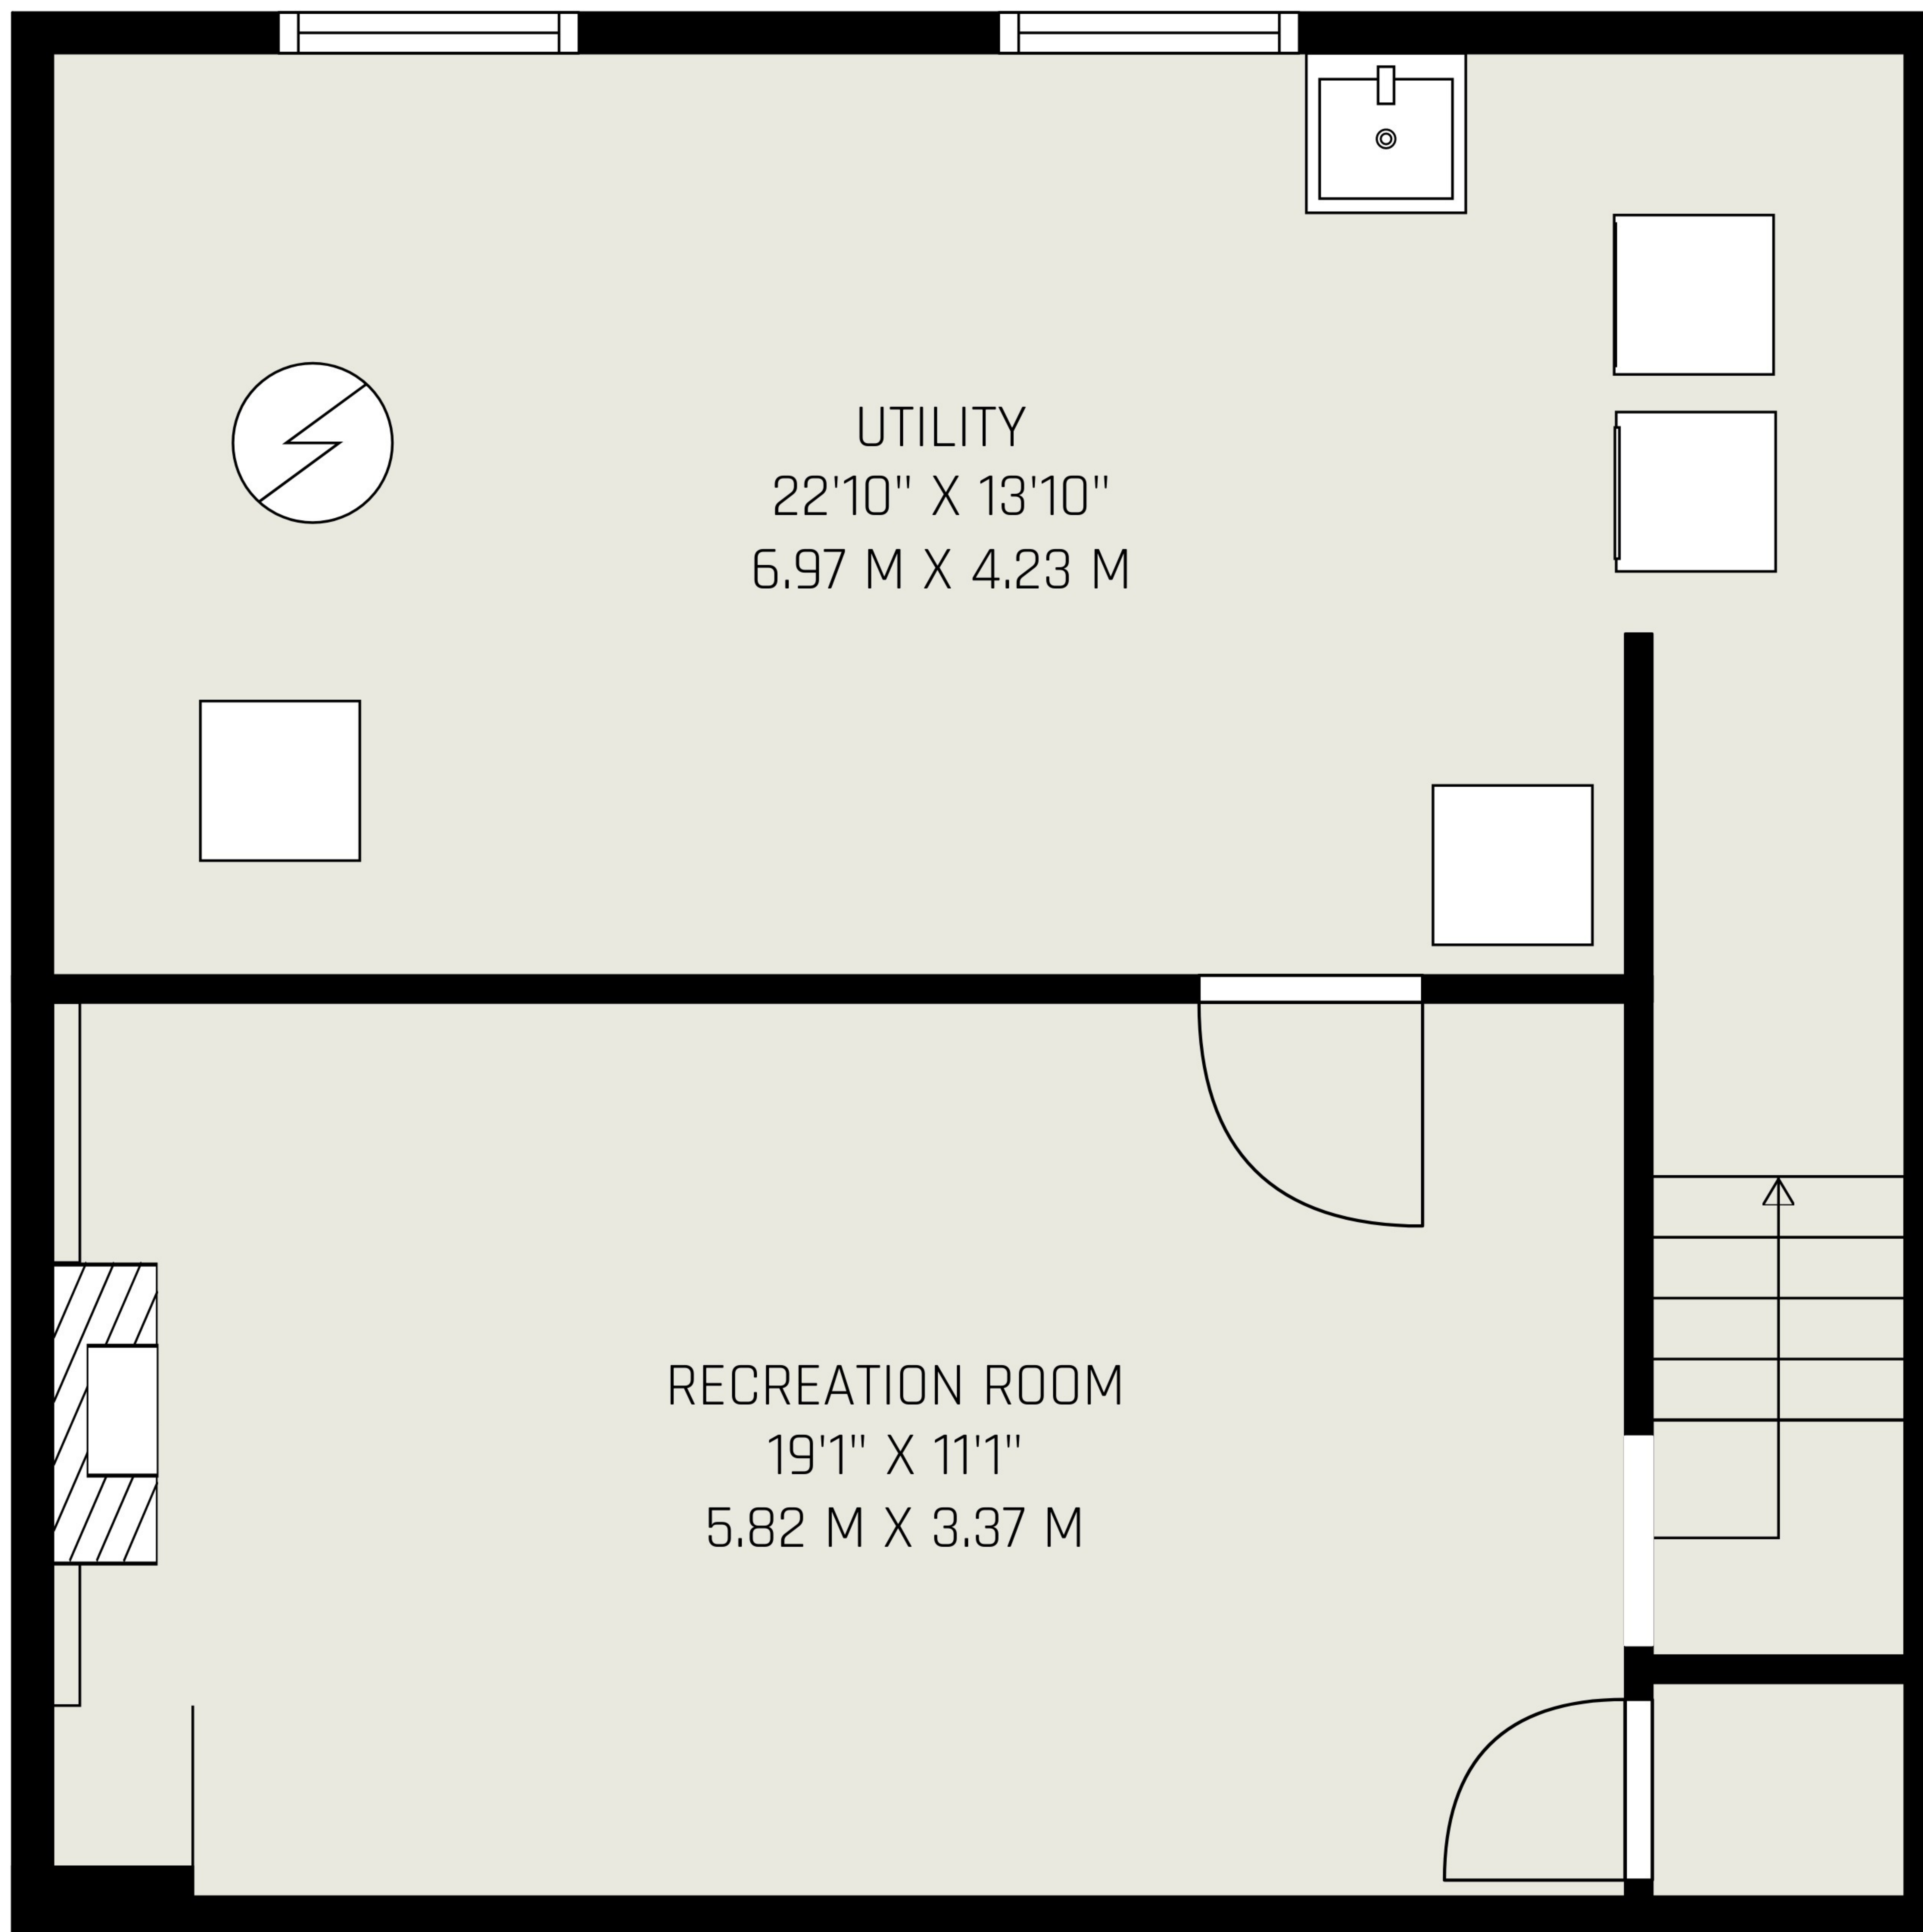 UTILITY
22'10" X 13'10"
6.97 M X 4.23 M
RECREATION ROOM
19'1" X 11'1"
5.82 M X 3.37 M